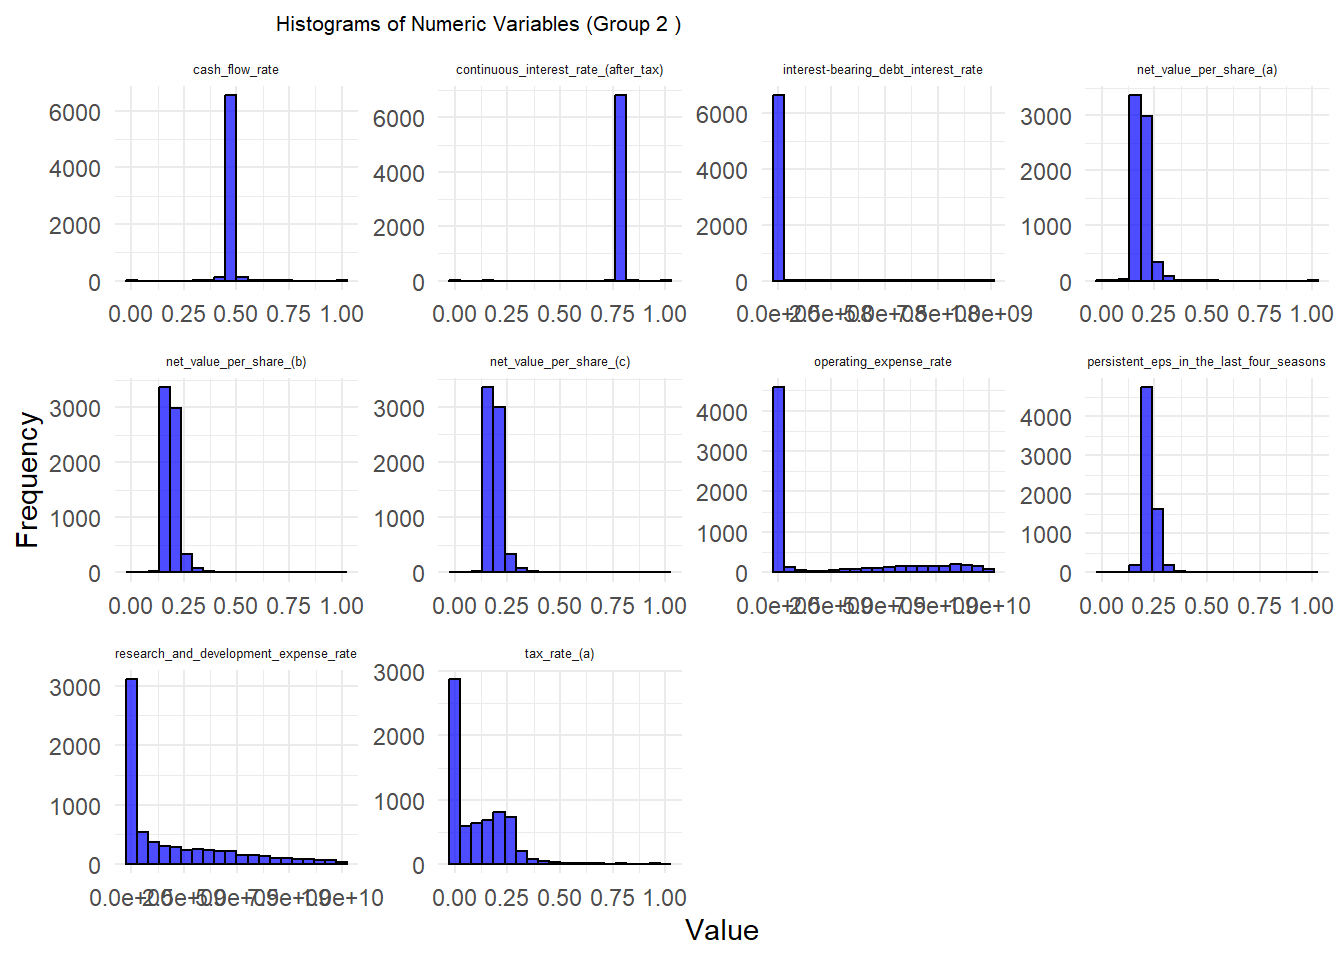 Histograms of Numeric Variables (Group 2 )
cash_flow_rate
continuous_interest_rate_(after_tax)
interest-bearing_debt_interest_rate
net_value_per_share_(a)
6000
4000
2000
0
0.00 0.25 0.50 0.75 1.00
6000
4000
2000
0
0.00 0.25 0.50 0.75 1.00
6000
4000
2000
0
3000
2000
1000
0
0.00 0.25 0.50 0.75 1.00
net_value_per_share_(b)
net_value_per_share_(c)
operating_expense_rate
persistent_eps_in_the_last_four_seasons
Frequency
3000
2000
1000
0
0.00 0.25 0.50 0.75 1.00
3000
2000
1000
0
0.00 0.25 0.50 0.75 1.00
4000
3000
2000
1000
0
4000
3000
2000
1000
0
0.00 0.25 0.50 0.75 1.00
research_and_development_expense_rate
tax_rate_(a)
3000
2000
1000
0
3000
2000
1000
0
0.00 0.25 0.50 0.75 1.00
Value